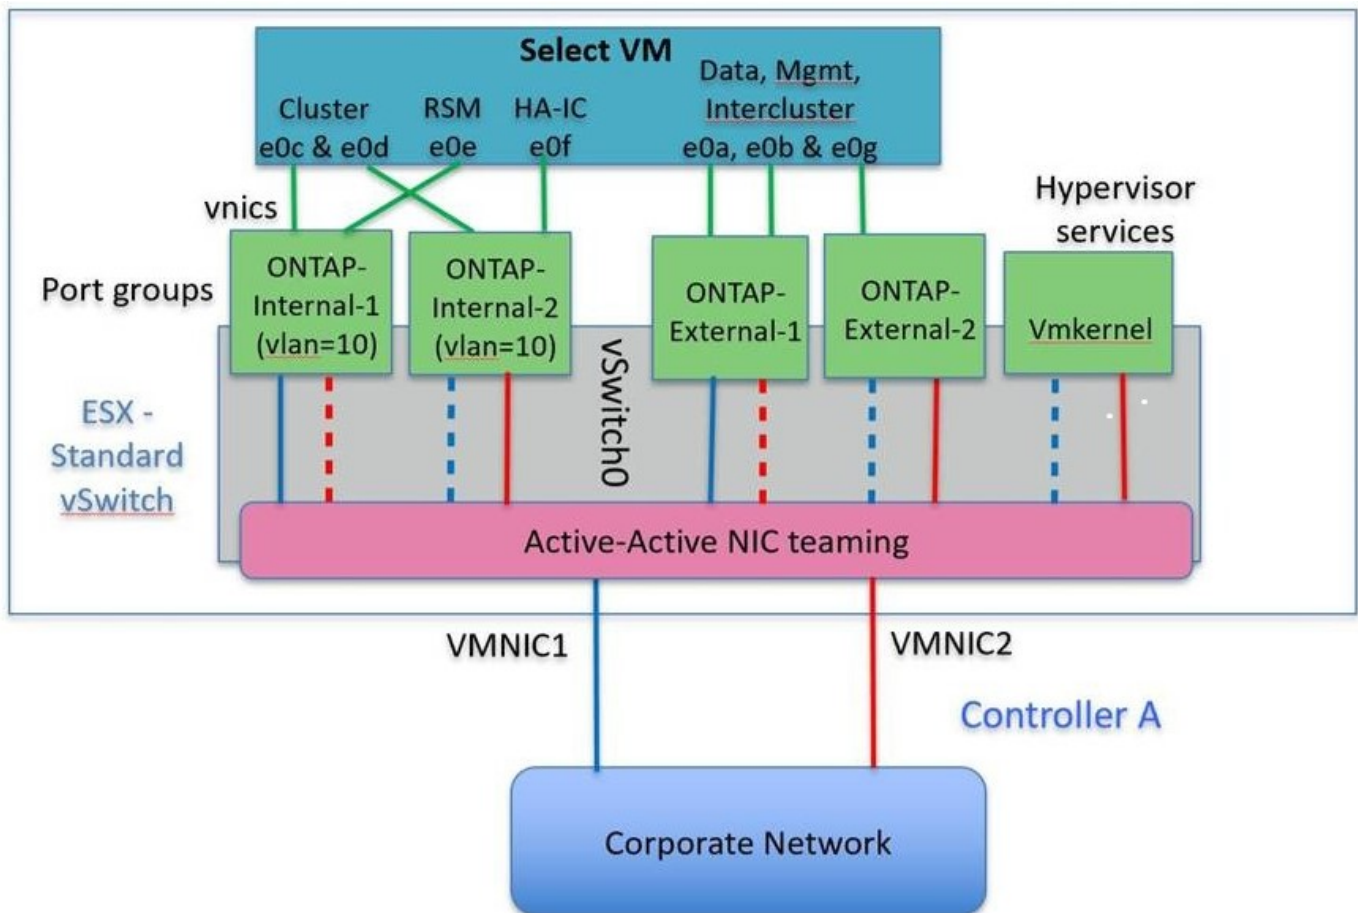 Select VM
Cluster
e0c & e0d
RSM
e0e
HA-IC
e0f
Data, Mgmt,
Intercluster
e0a, e0b & e0g
vnics
Hypervisor
services
Port groups
ONTAP-
Internal-1
(vlan=10)
ONTAP-
Internal-2
(vlan=10)
ONTAP-
External-1
ONTAP-
External-2
Vmkernel
vSwitch0
ESX -
Standard
vSwitch
Active-Active NIC teaming
VMNIC1
VMNIC2
Controller A
Corporate Network